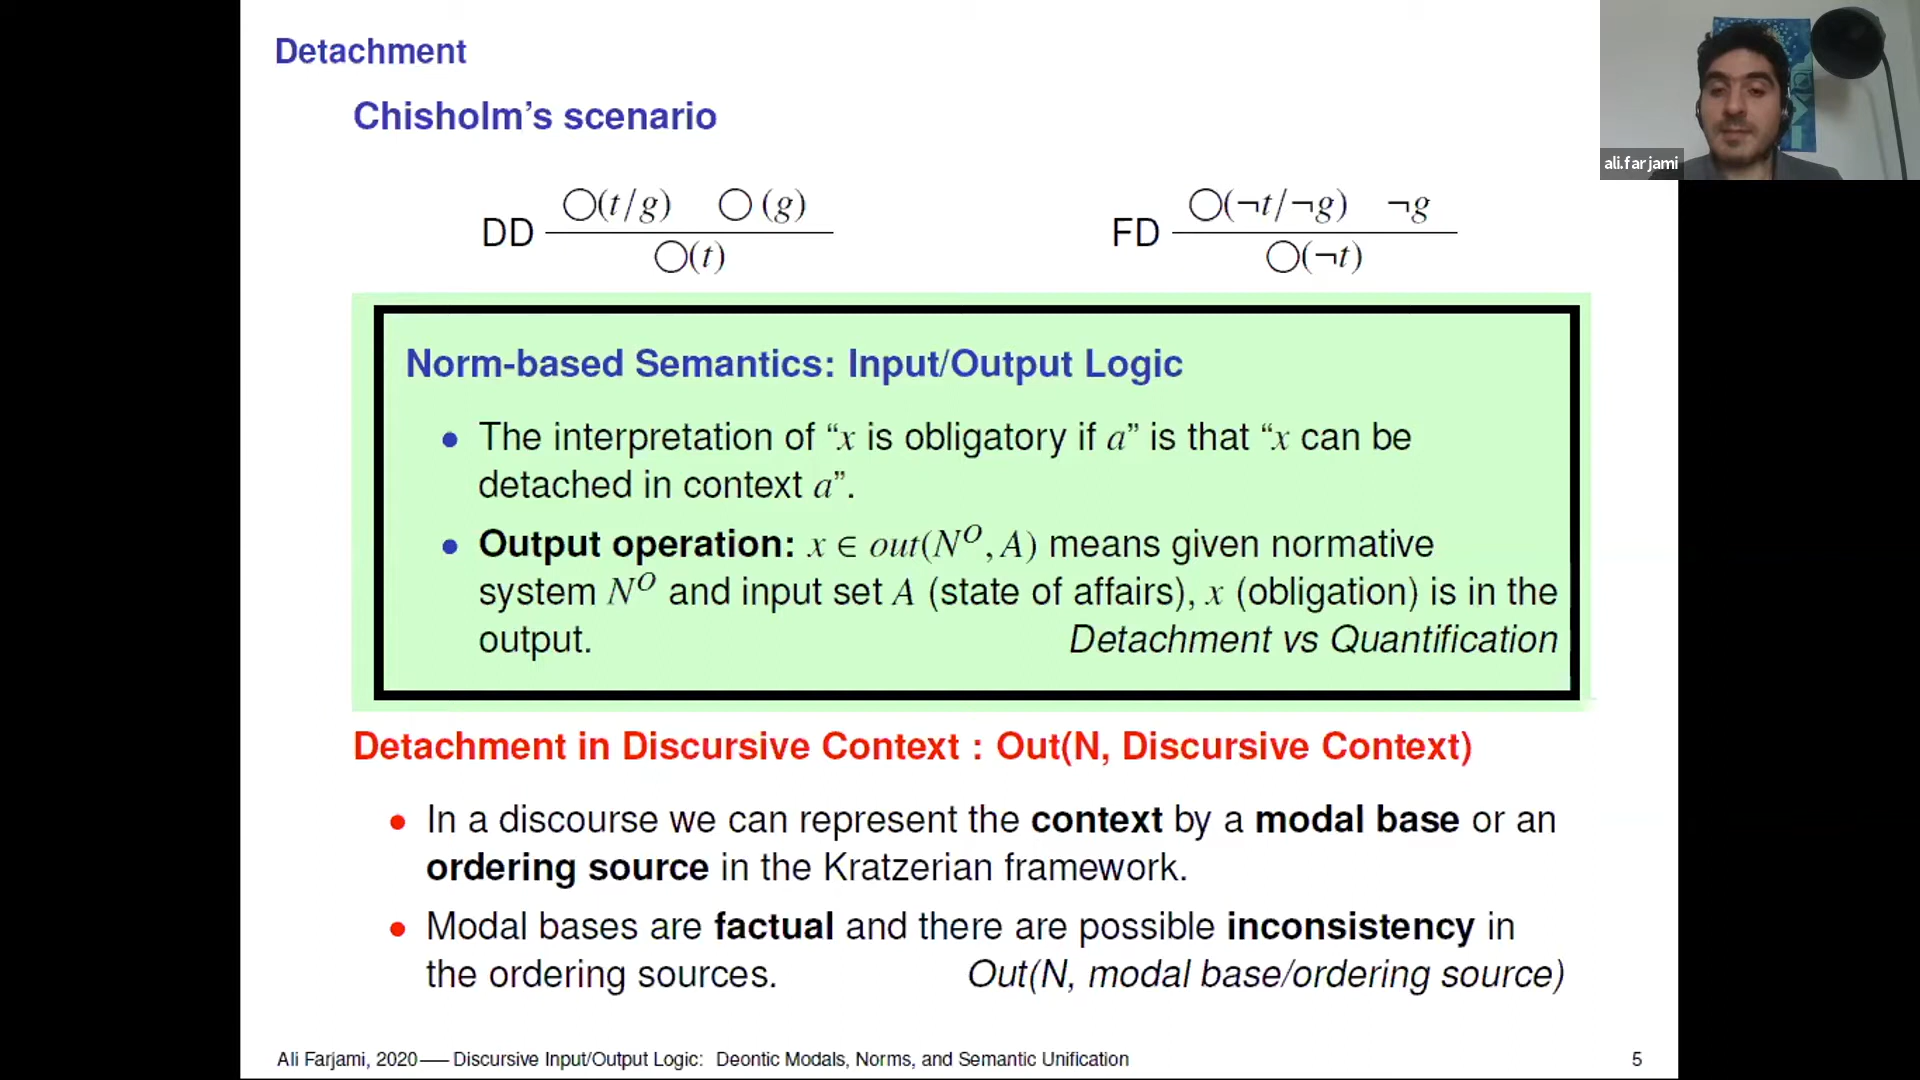 Detachment
Chisholm's scenario
DD ◯(t/g) ◯(g)
◯(t)
FD ◯(¬t/¬g) ¬g
◯(¬t)
Norm-based Semantics: Input/Output Logic
• The interpretation of “x is obligatory if a” is that “x can be
detached in context a”.
• Output operation: x ∈ out(N^O, A) means given normative
system N^O and input set A (state of affairs), x (obligation) is in the
output. Detachment vs Quantification
Detachment in Discursive Context : Out(N, Discursive Context)
• In a discourse we can represent the context by a modal base or an
ordering source in the Kratzerian framework.
• Modal bases are factual and there are possible inconsistency in
the ordering sources. Out(N, modal base/ordering source)
Ali Farjami, 2020—— Discursive Input/Output Logic: Deontic Modals, Norms, and Semantic Unification 5
ali.farjami